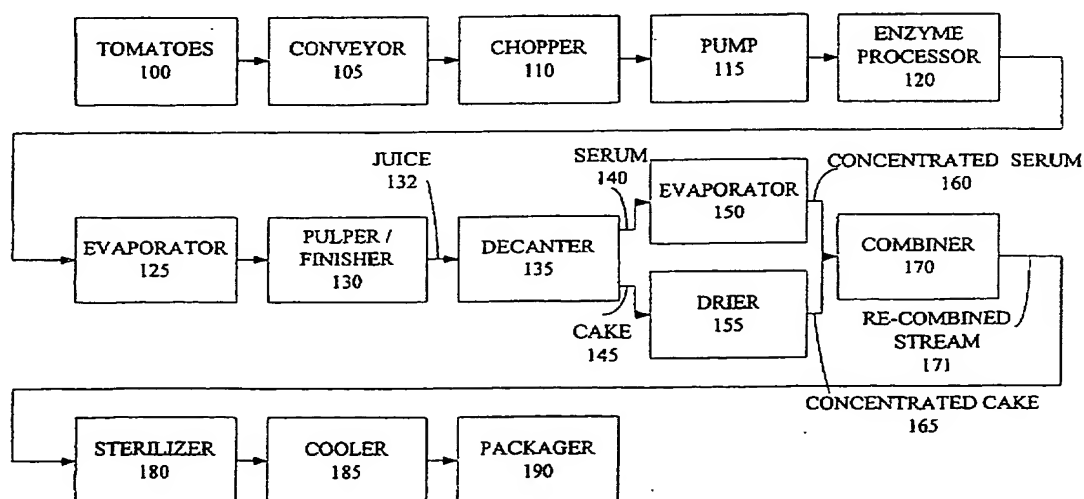 TOMATOES
100
CONVEYOR
105
CHOPPER
110
PUMP
115
ENZYME
PROCESSOR
120
JUICE
132
SERUM
140
CONCENTRATED SERUM
160
EVAPORATOR
125
PULPER /
FINISHER
130
DECANTER
135
EVAPORATOR
150
DRIER
155
COMBINER
170
CAKE
145
RE-COMBINED
STREAM
171
CONCENTRATED CAKE
165
STERILIZER
180
COOLER
185
PACKAGER
190